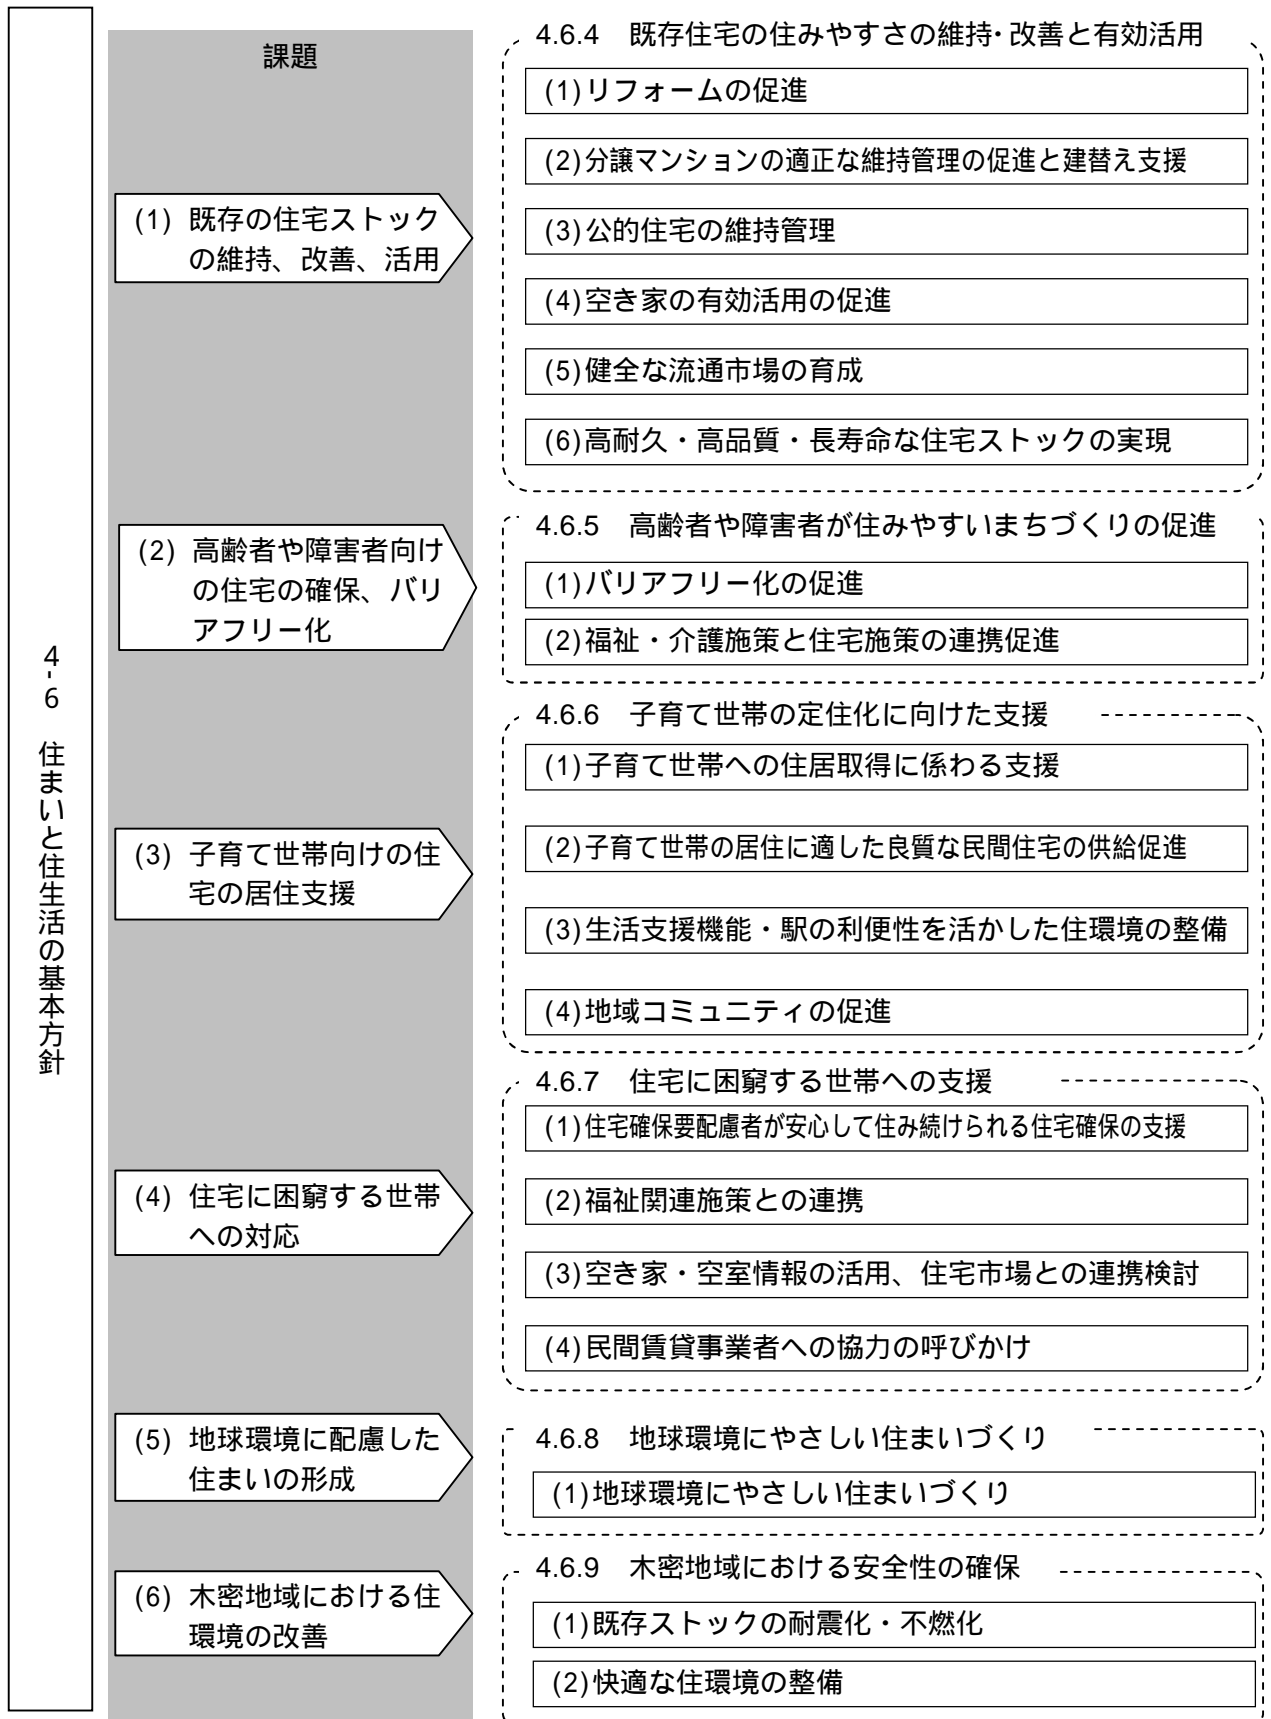 4-6 住まいと住生活の基本方針
課題
(1) 既存の住宅ストック
の維持、改善、活用
4.6.4 既存住宅の住みやすさの維持・改善と有効活用
(1)リフォームの促進
(2)分譲マンションの適正な維持管理の促進と建替え支援
(3)公的住宅の維持管理
(4)空き家の有効活用の促進
(5)健全な流通市場の育成
(6)高耐久・高品質・長寿命な住宅ストックの実現
(2) 高齢者や障害者向け
の住宅の確保、バリ
アフリー化
4.6.5 高齢者や障害者が住みやすいまちづくりの促進
(1)バリアフリー化の促進
(2)福祉・介護施策と住宅施策の連携促進
(3) 子育て世帯向けの住
宅の居住支援
4.6.6 子育て世帯の定住化に向けた支援
(1)子育て世帯への住居取得に係わる支援
(2)子育て世帯の居住に適した良質な民間住宅の供給促進
(3)生活支援機能・駅の利便性を活かした住環境の整備
(4)地域コミュニティの促進
(4) 住宅に困窮する世帯
への対応
4.6.7 住宅に困窮する世帯への支援
(1)住宅確保要配慮者が安心して住み続けられる住宅確保の支援
(2)福祉関連施策との連携
(3)空き家・空室情報の活用、住宅市場との連携検討
(4)民間賃貸事業者への協力の呼びかけ
(5) 地球環境に配慮した
住まいの形成
4.6.8 地球環境にやさしい住まいづくり
(1)地球環境にやさしい住まいづくり
(6) 木密地域における住
環境の改善
4.6.9 木密地域における安全性の確保
(1)既存ストックの耐震化・不燃化
(2)快適な住環境の整備